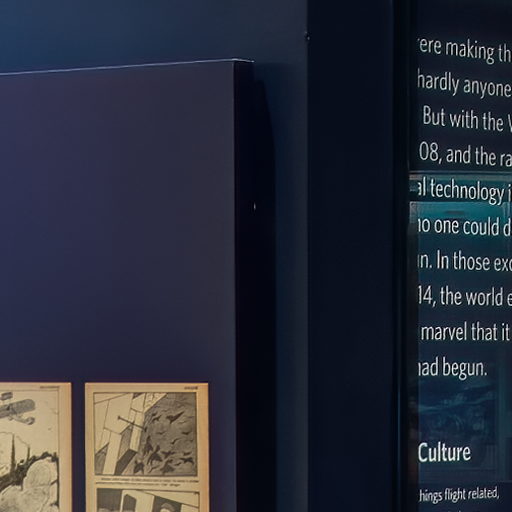 ere making th
hardly anyone
But with the
08, and the ra
al technology i
no one could d
n. In those exc
14, the world e
marvel that it
had begun.
Culture
things flight related,